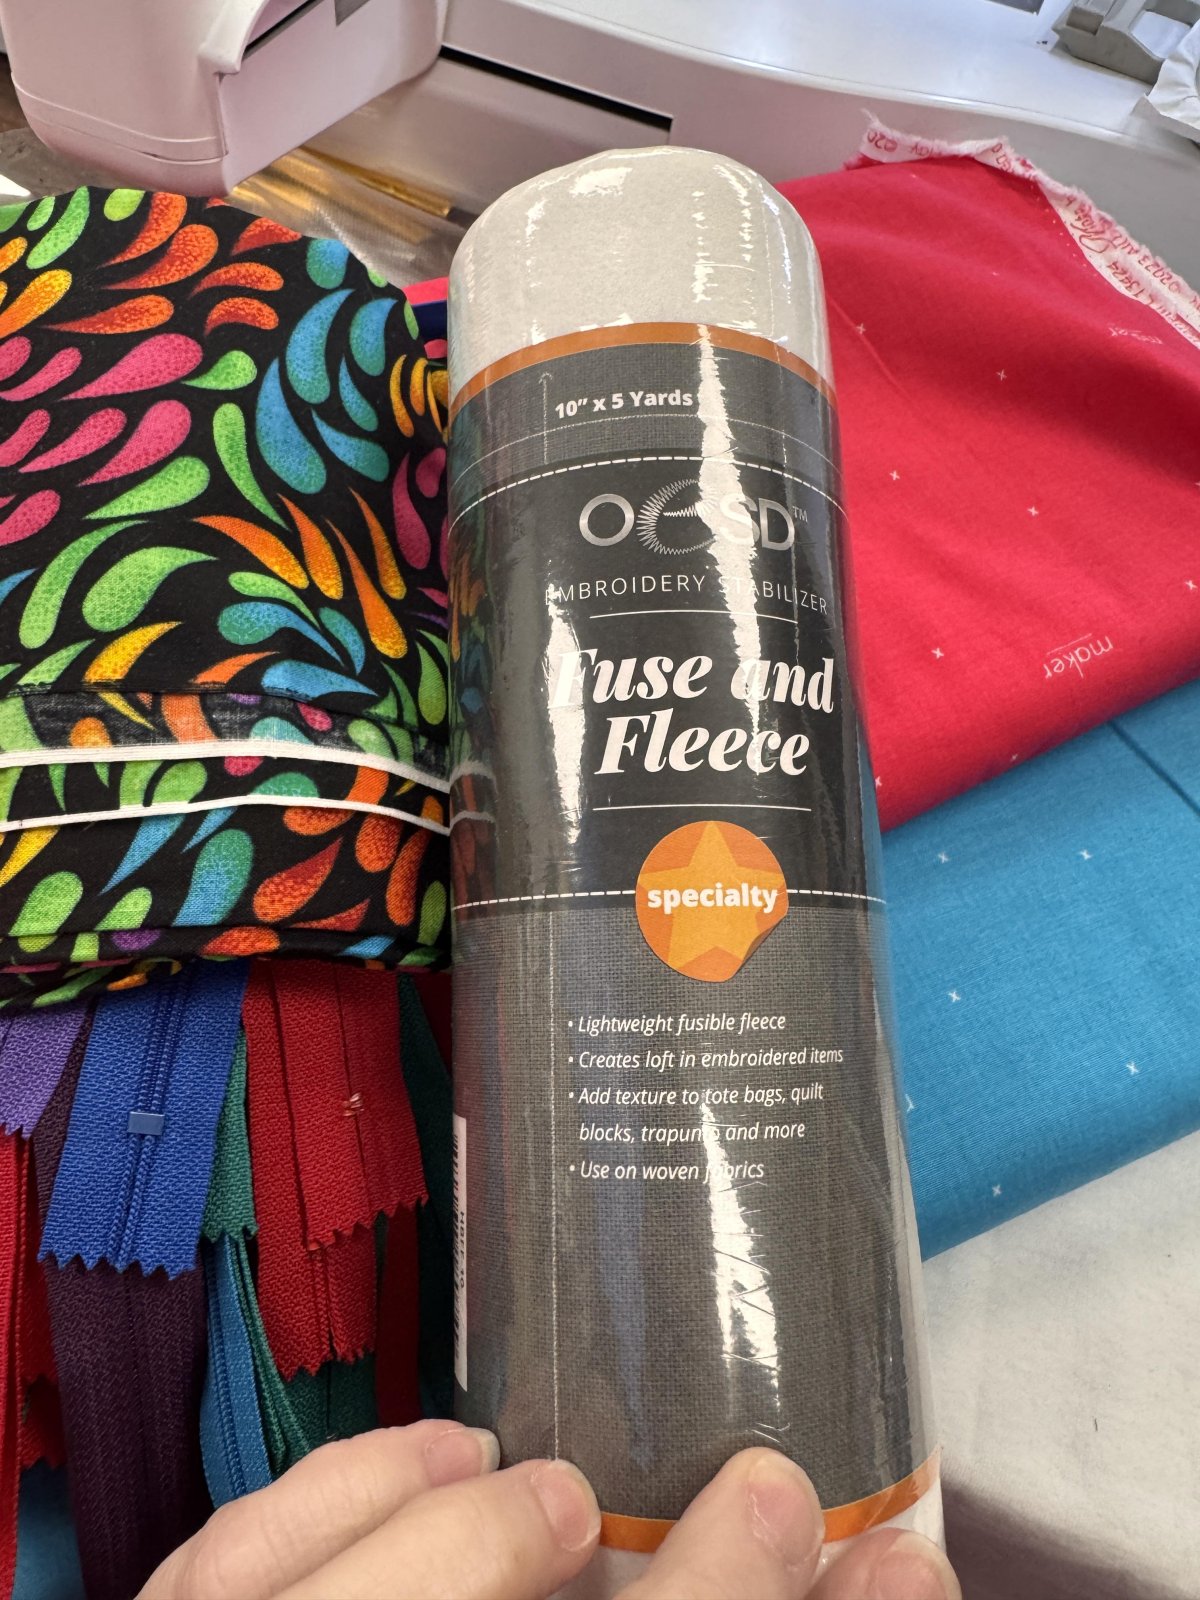 10" x 5 Yards
OESD™
EMBROIDERY STABILIZER
Fuse and
Fleece
specialty
• Lightweight fusible fleece
• Creates loft in embroidered items
• Add texture to tote bags, quilt
blocks, trapunto and more
• Use on woven fabrics
maker